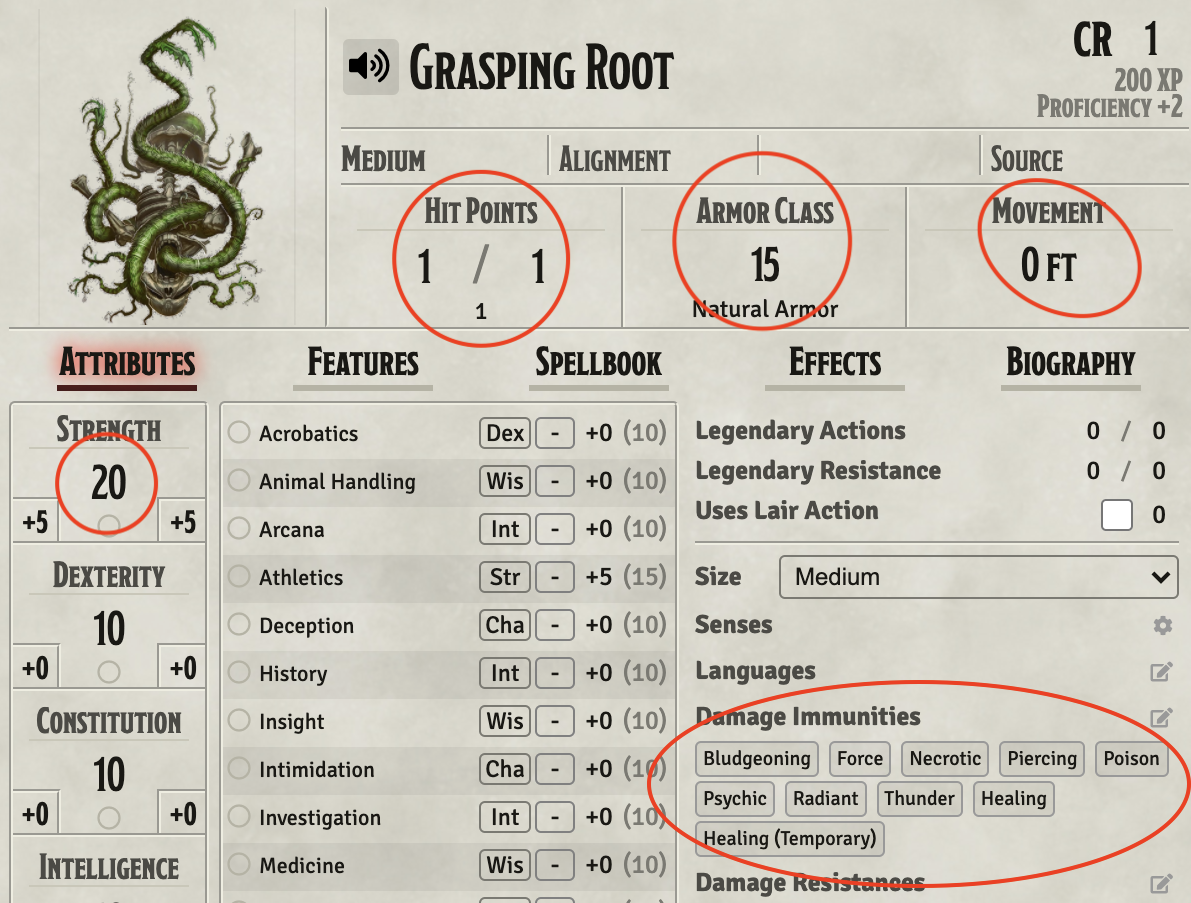 GRASPING ROOT
CR 1
200 XP
PROFICIENCY +2
MEDIUM ALIGNMENT SOURCE
HIT POINTS ARMOR CLASS MOVEMENT
1 / 1 15 0 FT
1 Natural Armor
ATTRIBUTES FEATURES SPELLBOOK EFFECTS BIOGRAPHY
STRENGTH
20
+5 +5
DEXTERITY
10
+0 +0
CONSTITUTION
10
+0 +0
INTELLIGENCE
Acrobatics Dex - +0 (10)
Animal Handling Wis - +0 (10)
Arcana Int - +0 (10)
Athletics Str - +5 (15)
Deception Cha - +0 (10)
History Int - +0 (10)
Insight Wis - +0 (10)
Intimidation Cha - +0 (10)
Investigation Int - +0 (10)
Medicine Wis - +0 (10)
Legendary Actions 0 / 0
Legendary Resistance 0 / 0
Uses Lair Action 0
Size Medium
Senses
Languages
Damage Immunities
Bludgeoning Force Necrotic Piercing Poison
Psychic Radiant Thunder Healing
Healing (Temporary)
Damage Resistances